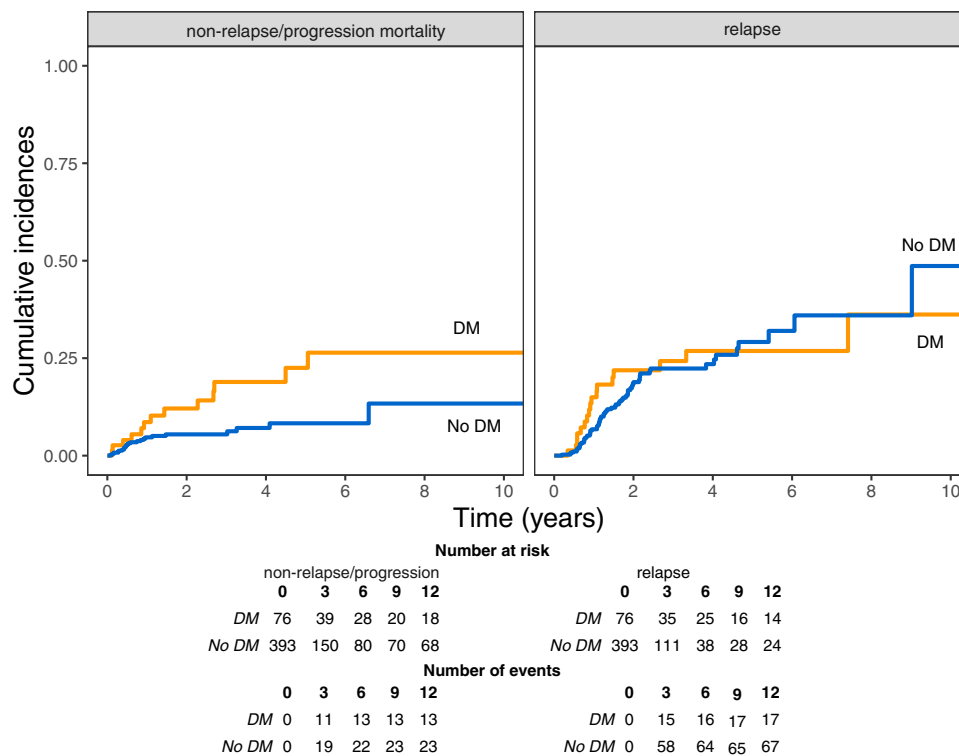 non-relapse/progression mortality relapse
1.00
0.75
0.50
0.25
0.00
Cumulative incidences
DM
No DM
No DM
DM
0 2 4 6 8 10 0 2 4 6 8 10
Time (years)
Number at risk
non-relapse/progression relapse
0 3 6 9 12 0 3 6 9 12
DM 76 39 28 20 18 DM 76 35 25 16 14
No DM 393 150 80 70 68 No DM 393 111 38 28 24
Number of events
0 3 6 9 12 0 3 6 9 12
DM 0 11 13 13 13 DM 0 15 16 17 17
No DM 0 19 22 23 23 No DM 0 58 64 65 67